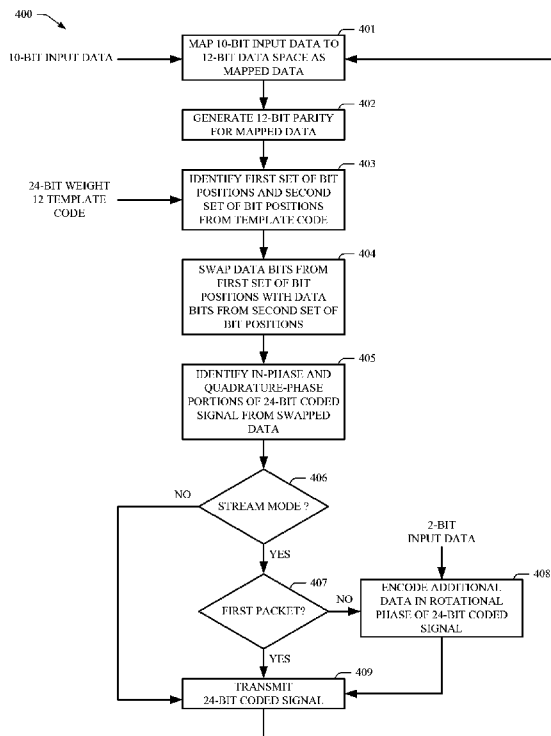 400
401
10-BIT INPUT DATA
MAP 10-BIT INPUT DATA TO
12-BIT DATA SPACE AS
MAPPED DATA
402
GENERATE 12-BIT PARITY
FOR MAPPED DATA
403
24-BIT WEIGHT
12 TEMPLATE
CODE
IDENTIFY FIRST SET OF BIT
POSITIONS AND SECOND
SET OF BIT POSITIONS
FROM TEMPLATE CODE
404
SWAP DATA BITS FROM
FIRST SET OF BIT
POSITIONS WITH DATA
BITS FROM SECOND SET OF
BIT POSITIONS
405
IDENTIFY IN-PHASE AND
QUADRATURE-PHASE
PORTIONS OF 24-BIT CODED
SIGNAL FROM SWAPPED
DATA
406
NO
STREAM MODE ?
YES
2-BIT
INPUT DATA
407
FIRST PACKET?
NO
408
ENCODE ADDITIONAL
DATA IN ROTATIONAL
PHASE OF 24-BIT CODED
SIGNAL
YES
409
TRANSMIT
24-BIT CODED SIGNAL